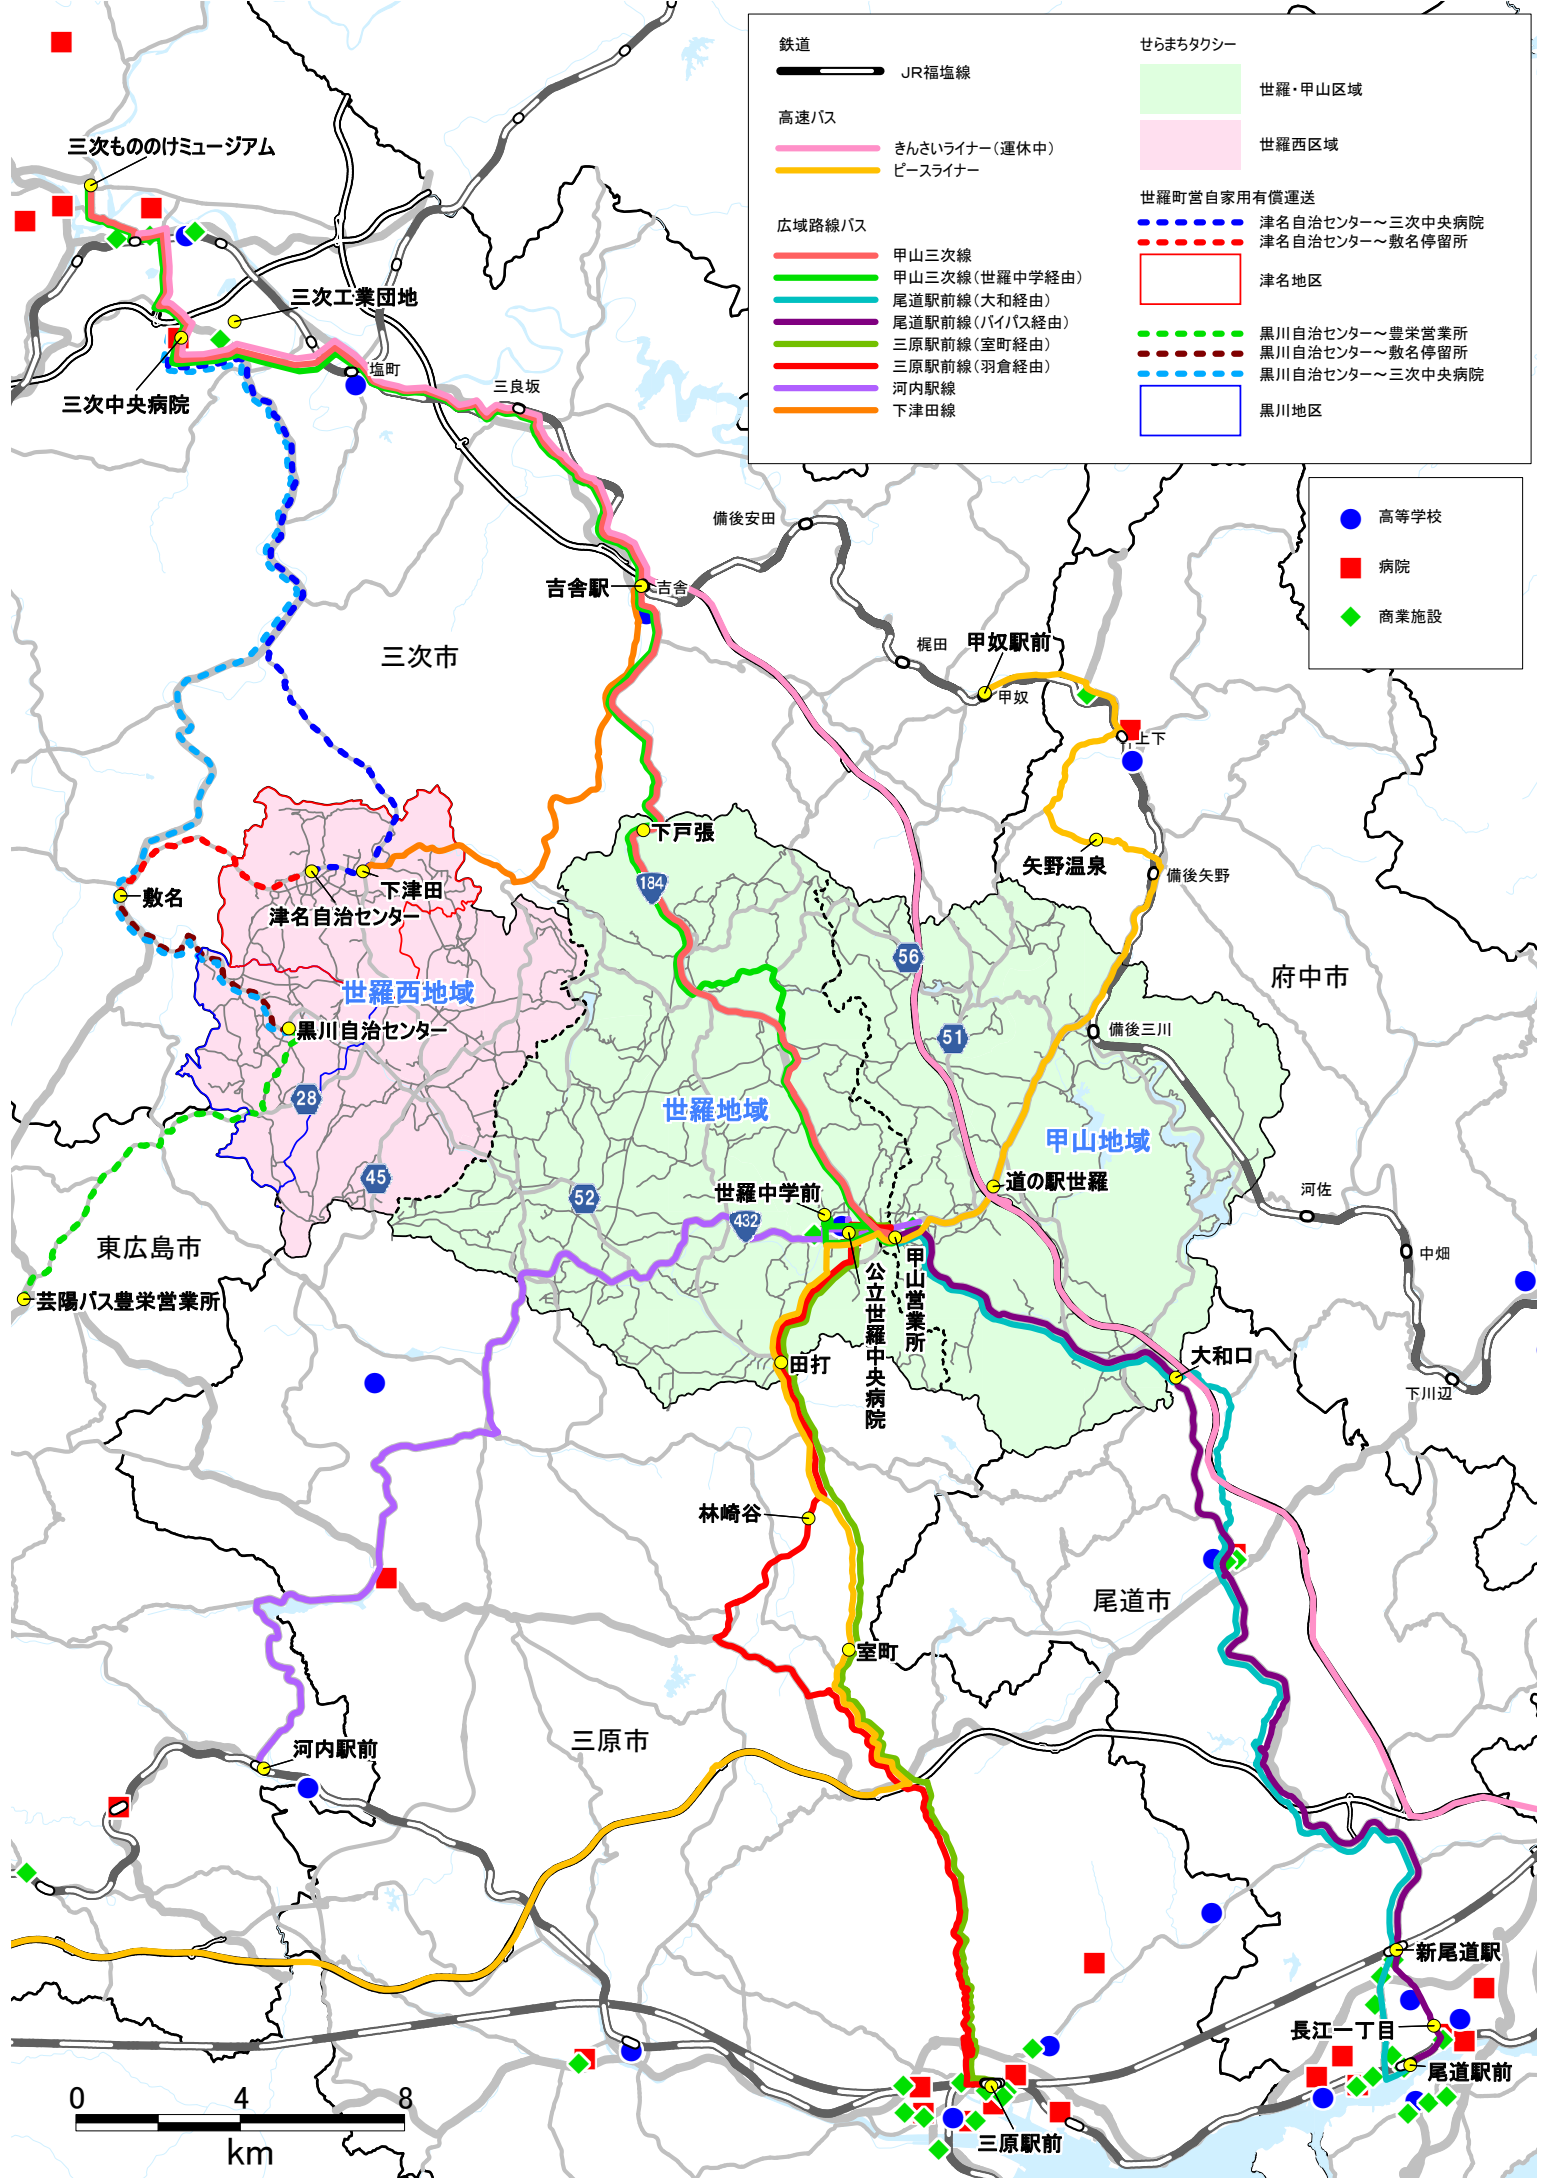 鉄道
JR福塩線
高速バス
きんさいライナー(運休中)
ピースライナー
広域路線バス
甲山三次線
甲山三次線(世羅中学経由)
尾道駅前線(大和経由)
尾道駅前線(バイパス経由)
三原駅前線(室町経由)
三原駅前線(羽倉経由)
河内駅線
下津田線
せらまちタクシー
世羅・甲山区域
世羅西区域
世羅町営自家用有償運送
津名自治センター～三次中央病院
津名自治センター～敷名停留所
津名地区
黒川自治センター～豊栄営業所
黒川自治センター～敷名停留所
黒川自治センター～三次中央病院
黒川地区
高等学校
病院
商業施設
三次もののけミュージアム
三次工業団地
塩町
三次中央病院
三良坂
備後安田
吉舎駅
吉舎
三次市
梶田
甲奴駅前
甲奴
上下
下戸張
矢野温泉
備後矢野
184
敷名
下津田
津名自治センター
56
府中市
世羅西地域
黒川自治センター
51
備後三川
28
世羅地域
甲山地域
45
52
432
世羅中学前
道の駅世羅
河佐
東広島市
中畑
芸陽バス豊栄営業所
公立世羅中央病院
甲山営業所
田打
大和口
下川辺
林崎谷
尾道市
室町
三原市
河内駅前
新尾道駅
長江一丁目
尾道駅前
三原駅前
0
4
8
km